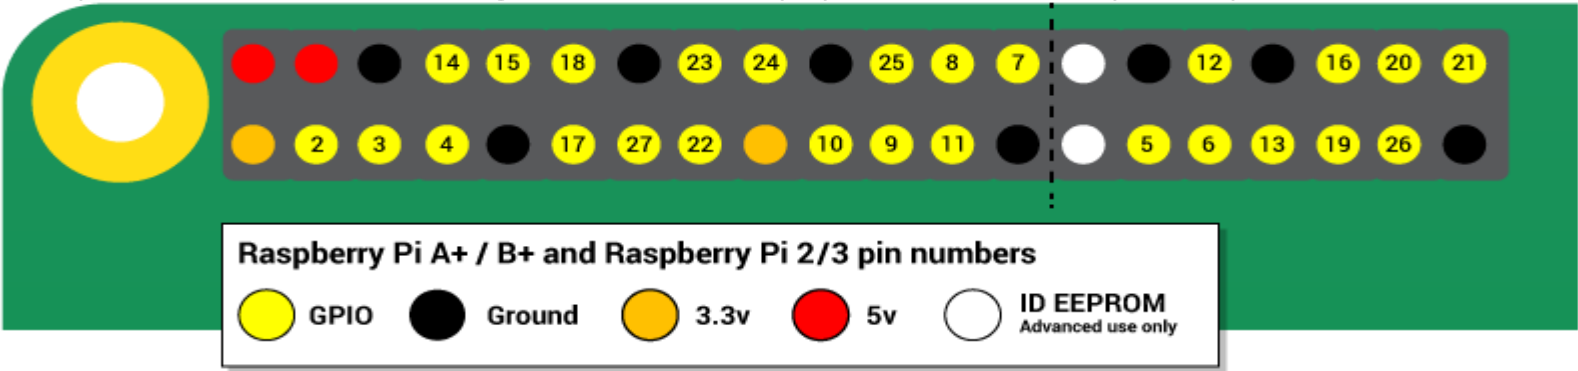 14 15 18 23 24 25 8 7 12 16 20 21
2 3 4 17 27 22 10 9 11 5 6 13 19 26
Raspberry Pi A+ / B+ and Raspberry Pi 2/3 pin numbers
GPIO Ground 3.3v 5v ID EEPROM
Advanced use only